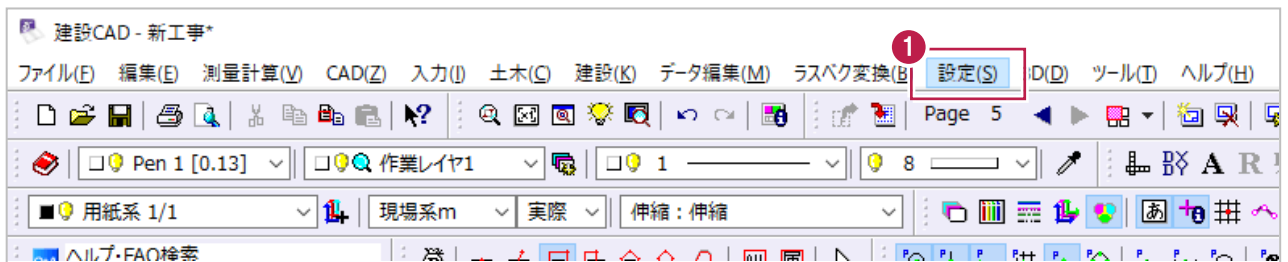 建設CAD - 新工事*
1
ファイル(F) 編集(E) 測量計算(V) CAD(Z) 入力(I) 土木(C) 建設(K) データ編集(M) ラスベク変換(B 設定(S) D(D) ツール(T) ヘルプ(H)
Page 5
Pen 1 [0.13] 作業レイヤ1 1 8 A R
用紙系 1/1 現場系m 実際 伸縮：伸縮 あ
ヘルプ・FAQ検索